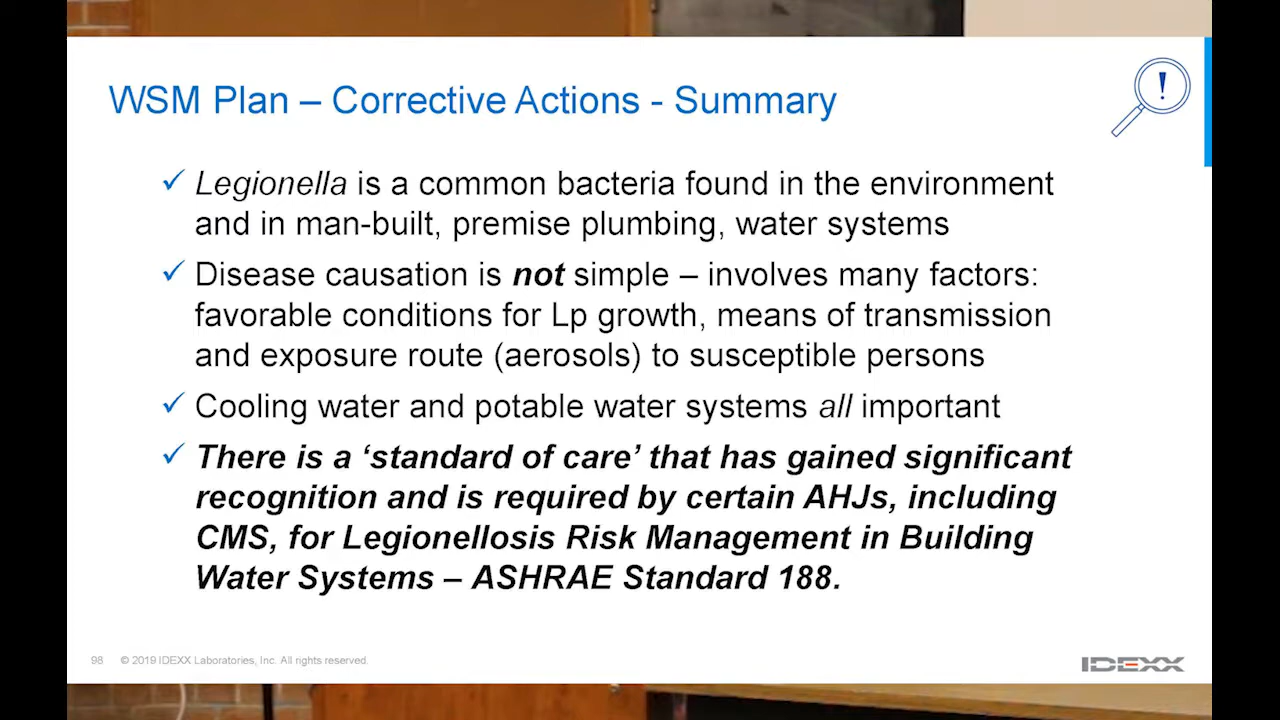 WSM Plan – Corrective Actions - Summary
✓ Legionella is a common bacteria found in the environment
and in man-built, premise plumbing, water systems
✓ Disease causation is not simple – involves many factors:
favorable conditions for Lp growth, means of transmission
and exposure route (aerosols) to susceptible persons
✓ Cooling water and potable water systems all important
✓ There is a ‘standard of care’ that has gained significant
recognition and is required by certain AHJs, including
CMS, for Legionellosis Risk Management in Building
Water Systems – ASHRAE Standard 188.
98 © 2019 IDEXX Laboratories, Inc. All rights reserved.
IDEXX